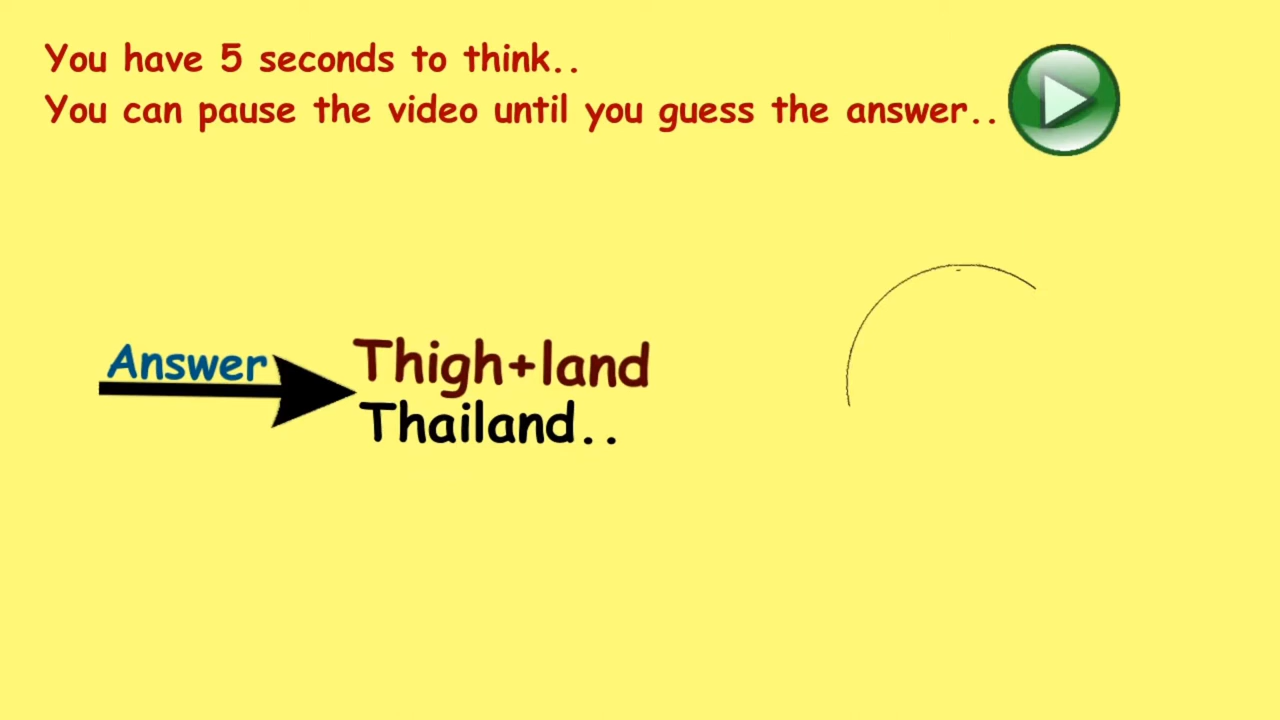 You have 5 seconds to think..
You can pause the video until you guess the answer..
Answer
Thigh+land
Thailand..